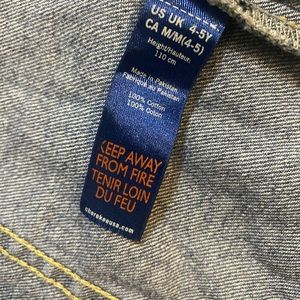 US UK 4-5Y
CA M/M(4-5)
Height/Hauteur:
110 cm
Made in Pakistan
Fabriqué au Pakistan
100% Cotton
100% Coton
KEEP AWAY
FROM FIRE
TENIR LOIN
DU FEU
cherokeeusa.com